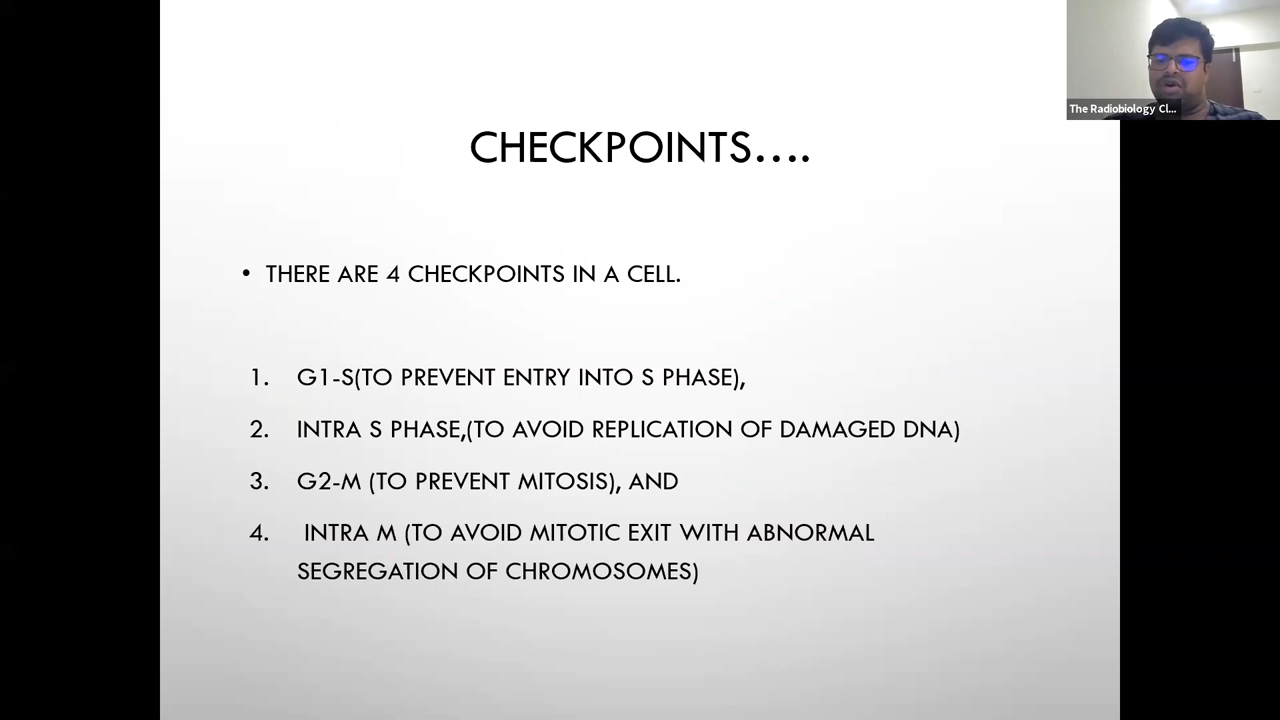 The Radiobiology Cl...
CHECKPOINTS….
• THERE ARE 4 CHECKPOINTS IN A CELL.
1. G1-S(TO PREVENT ENTRY INTO S PHASE),
2. INTRA S PHASE,(TO AVOID REPLICATION OF DAMAGED DNA)
3. G2-M (TO PREVENT MITOSIS), AND
4. INTRA M (TO AVOID MITOTIC EXIT WITH ABNORMAL
SEGREGATION OF CHROMOSOMES)